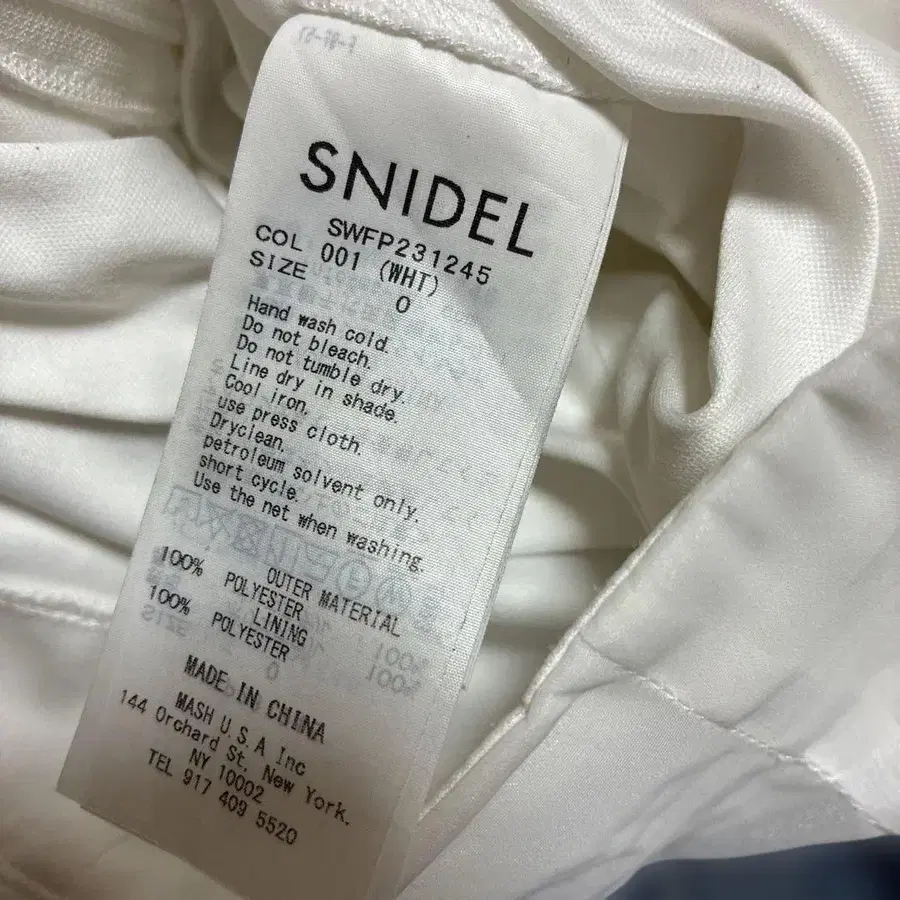 SNIDEL
SWFP231245
COL 001 (WHT)
SIZE 0
Hand wash cold.
Do not bleach.
Do not tumble dry.
Line dry in shade.
Cool iron.
use press cloth.
Dryclean.
petroleum solvent only.
short cycle.
Use the net when washing.
OUTER MATERIAL
100% POLYESTER
LINING
100% POLYESTER
MADE IN CHINA
MASH U.S.A Inc
144 Orchard St. New York.
NY 10002
TEL 917 409 5520